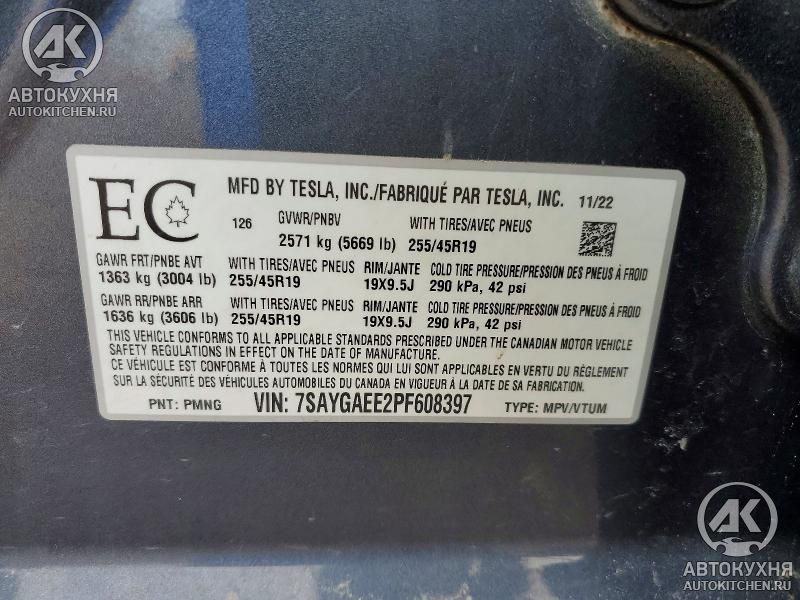 АК
АВТОКУХНЯ
AUTOKITCHEN.RU
EC
MFD BY TESLA, INC./FABRIQUÉ PAR TESLA, INC. 11/22
126 GVWR/PNBV WITH TIRES/AVEC PNEUS
2571 kg (5669 lb) 255/45R19
GAWR FRT/PNBE AVT WITH TIRES/AVEC PNEUS RIM/JANTE COLD TIRE PRESSURE/PRESSION DES PNEUS À FROID
1363 kg (3004 lb) 255/45R19 19X9.5J 290 kPa, 42 psi
GAWR RR/PNBE ARR WITH TIRES/AVEC PNEUS RIM/JANTE COLD TIRE PRESSURE/PRESSION DES PNEUS À FROID
1636 kg (3606 lb) 255/45R19 19X9.5J 290 kPa, 42 psi
THIS VEHICLE CONFORMS TO ALL APPLICABLE STANDARDS PRESCRIBED UNDER THE CANADIAN MOTOR VEHICLE
SAFETY REGULATIONS IN EFFECT ON THE DATE OF MANUFACTURE.
CE VÉHICULE EST CONFORME À TOUTES LES NORMES QUI LUI SONT APPLICABLES EN VERTU DU RÈGLEMENT
SUR LA SÉCURITÉ DES VÉHICULES AUTOMOBILES DU CANADA EN VIGUEUR À LA DATE DE SA FABRICATION.
PNT: PMNG VIN: 7SAYGAEE2PF608397 TYPE: MPV/VTUM
АК
АВТОКУХНЯ
AUTOKITCHEN.RU